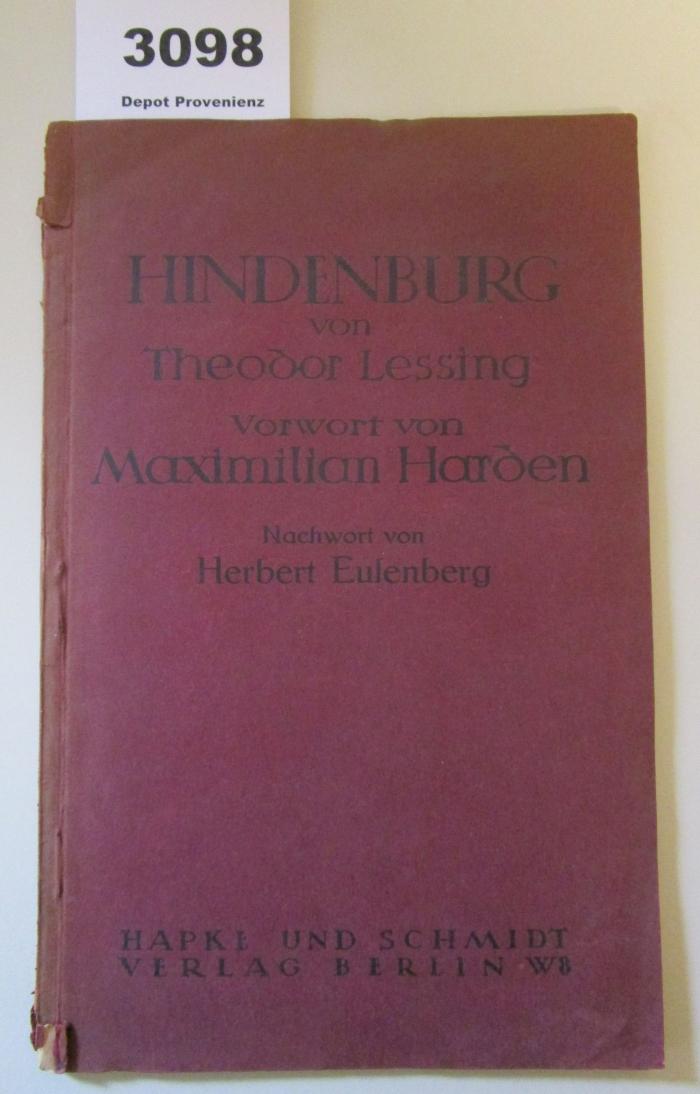 3098
Depot Provenienz
HINDENBURG
von
Theodor Lessing
Vorwort von
Maximilian Harden
Nachwort von
Herbert Eulenberg
HAPKE UND SCHMIDT
VERLAG BERLIN W8